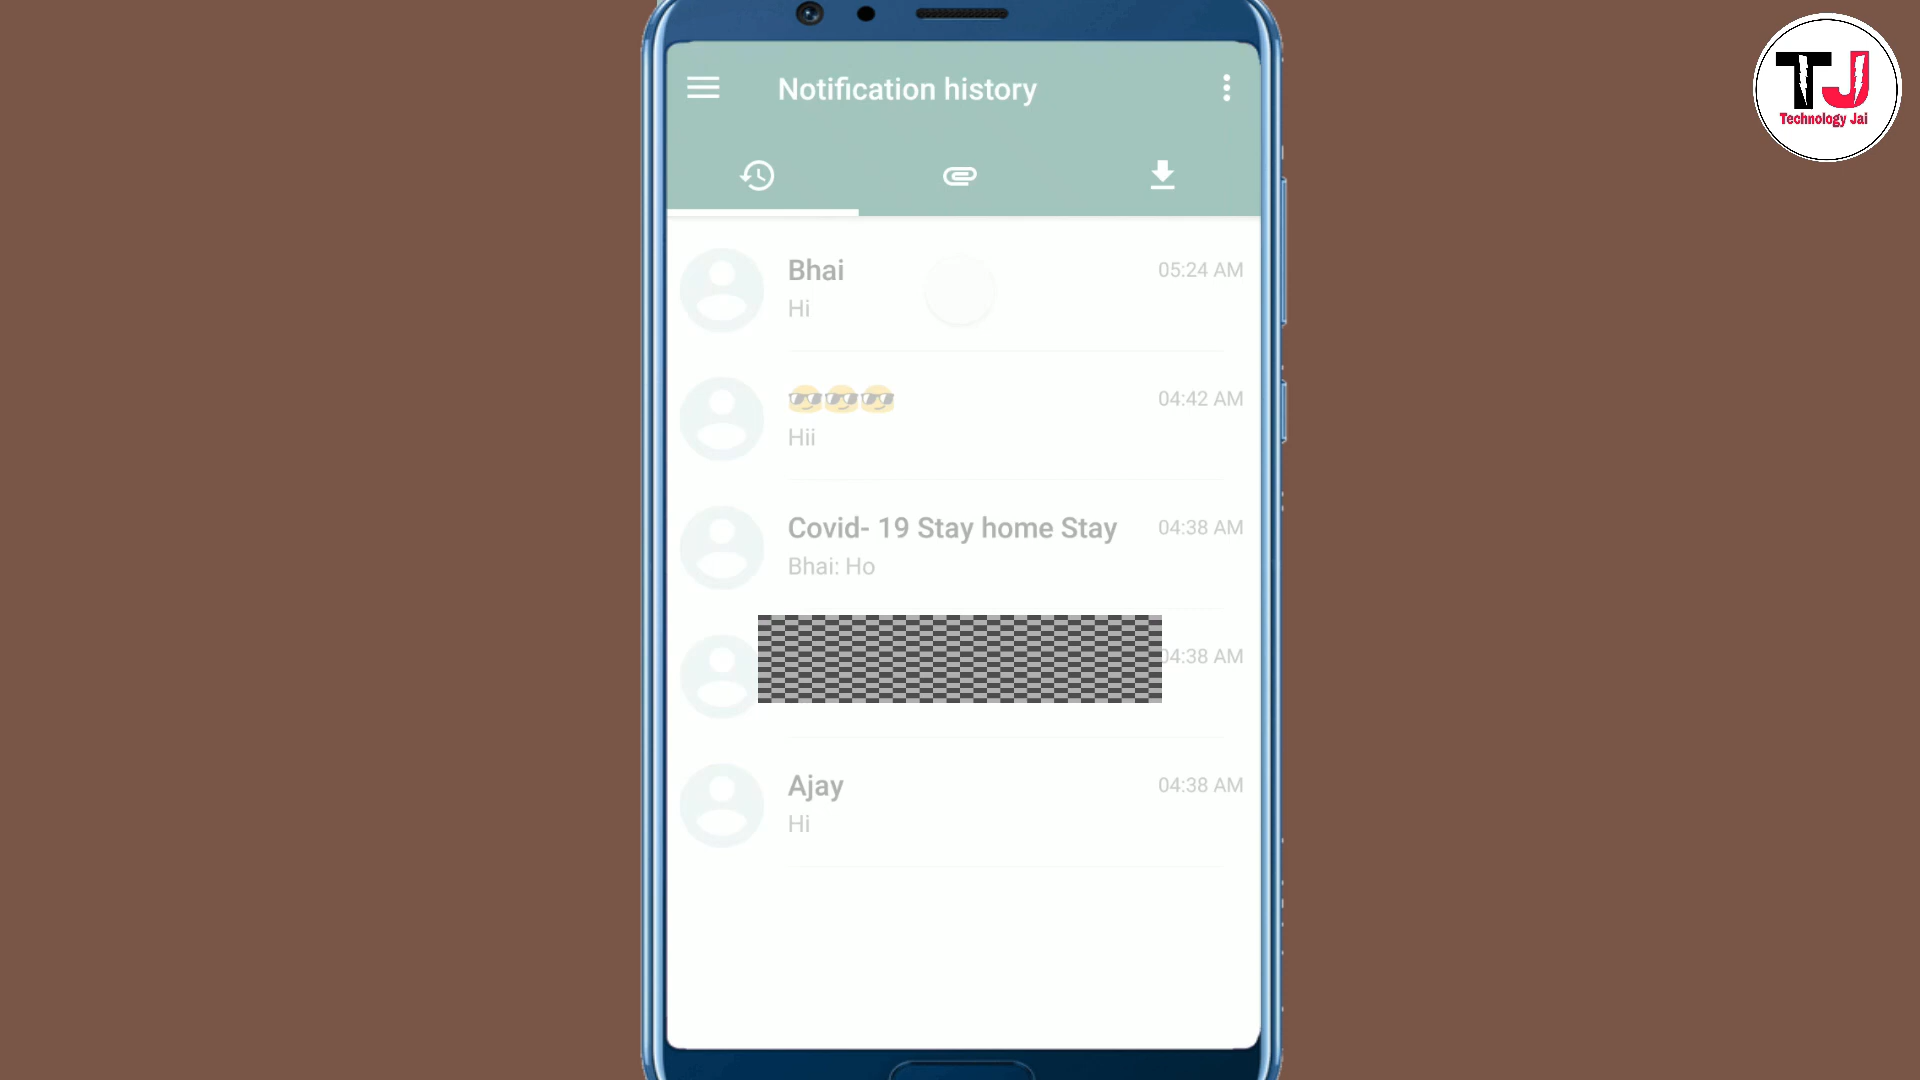 Notification history
TJ
Technology Jai
Bhai
05:24 AM
Hi
😎😎😎
04:42 AM
Hii
Covid- 19 Stay home Stay
04:38 AM
Bhai: Ho
04:38 AM
Ajay
04:38 AM
Hi